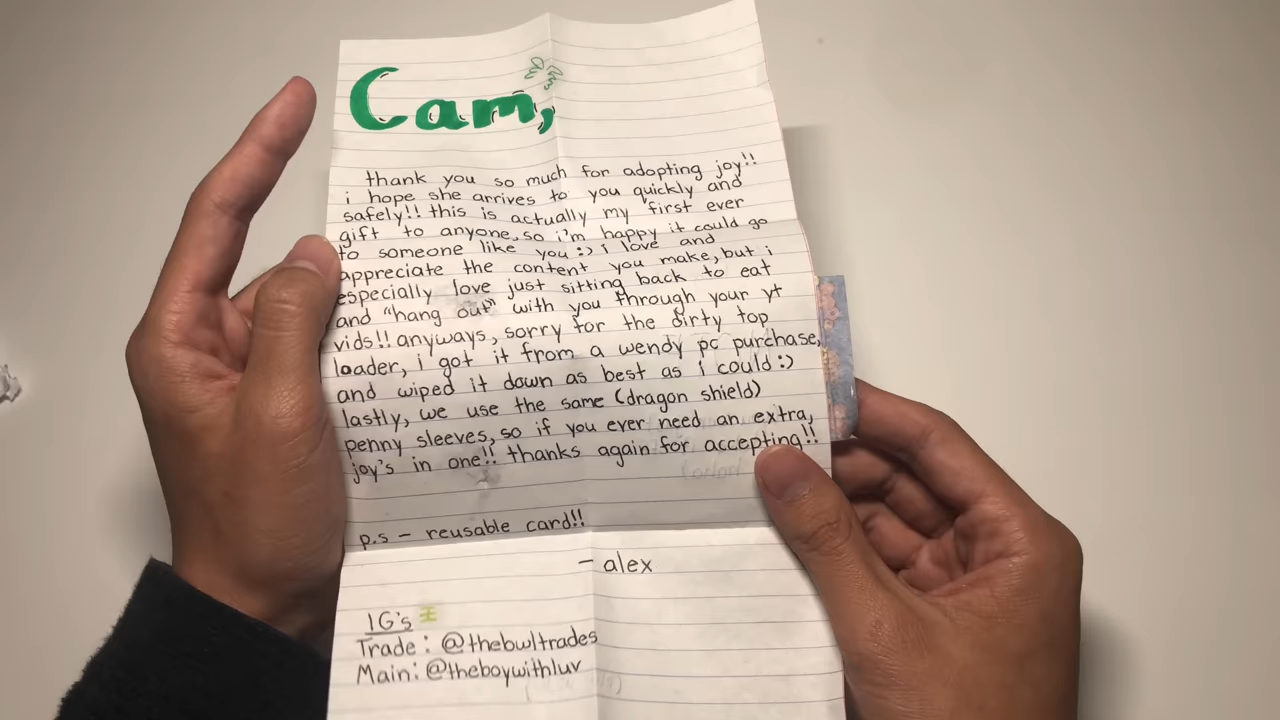 Cam,
thank you so much for adopting joy!!
i hope she arrives to you quickly and
safely!! this is actually my first ever
gift to anyone, so i'm happy it could go
to someone like you :) i love and
appreciate the content you make, but i
especially love just sitting back to eat
and "hang out" with you through your yt
vids!! anyways, sorry for the dirty top
loader, i got it from a wendy pc purchase,
and wiped it down as best as i could :)
lastly, we use the same (dragon shield)
penny sleeves, so if you ever need an extra,
joy's in one!! thanks again for accepting!!
p.s - reusable card!!
- alex
IG's
Trade: @thebwltrades
Main: @theboywithluv